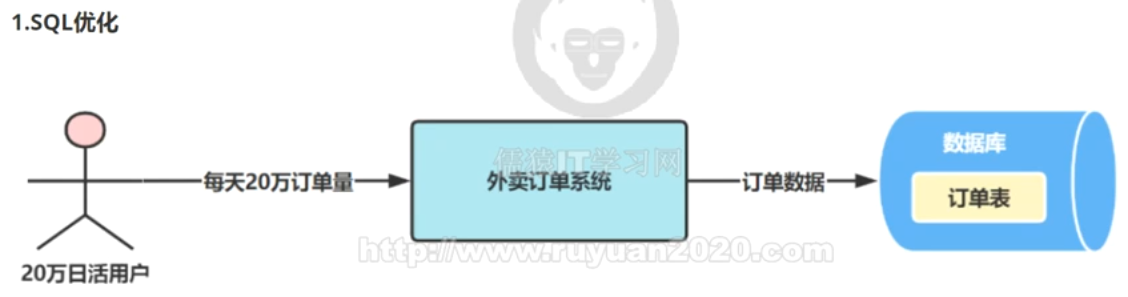 1.SQL优化
数据库
儒猿IT学习网
每天20万订单量
外卖订单系统
订单数据
订单表
http://www.ruyuan2020.com
20万日活用户